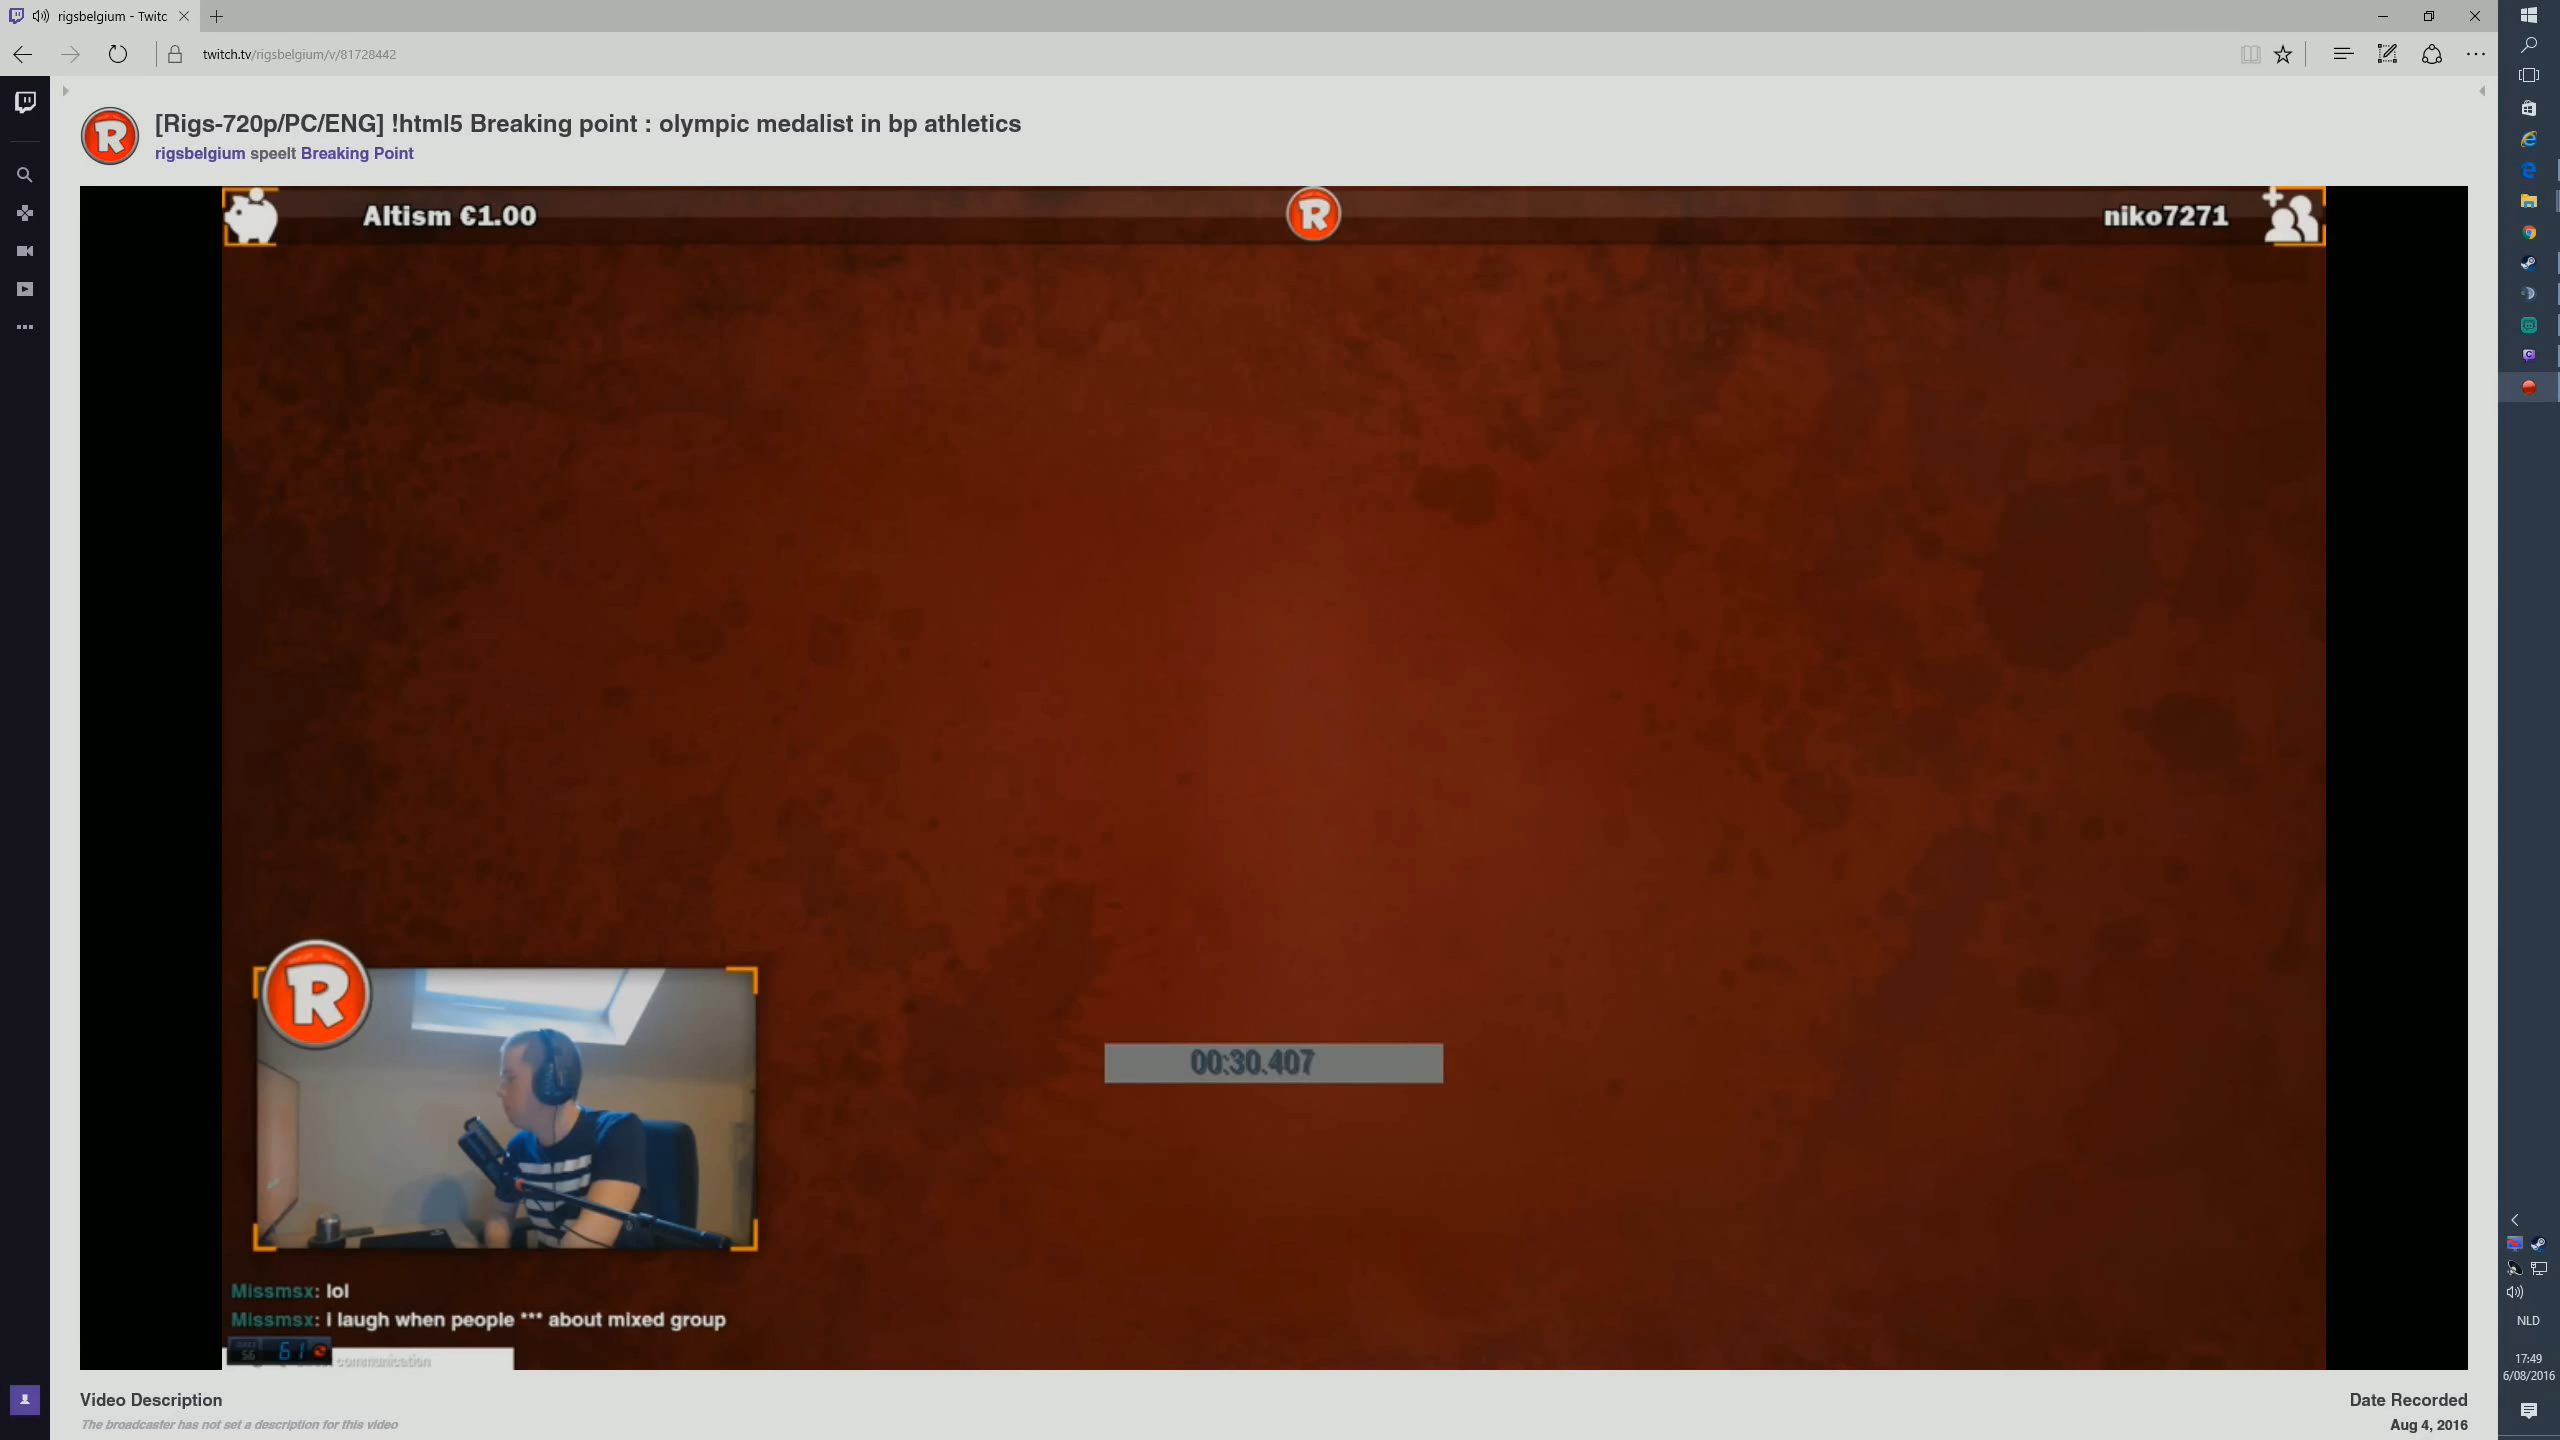 rigsbelgium - Twitc
twitch.tv/rigsbelgium/v/81728442
[Rigs-720p/PC/ENG] !html5 Breaking point : olympic medalist in bp athletics
rigsbelgium speelt Breaking Point
Altism €1.00
R
niko7271
R
00:30.407
Missmsx: lol
Missmsx: I laugh when people *** about mixed group
56 61
communication
Video Description
The broadcaster has not set a description for this video
Date Recorded
Aug 4, 2016
NLD
17:49
6/08/2016